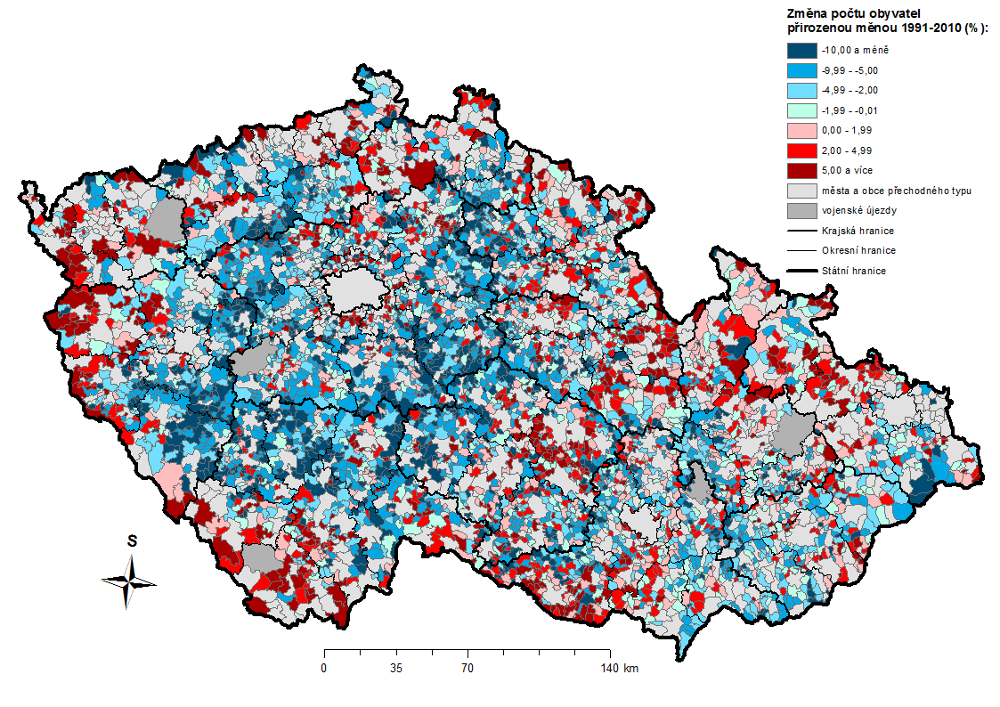 Změna počtu obyvatel
přirozenou měnou 1991-2010 (%):
-10,00 a méně
-9,99 - -5,00
-4,99 - -2,00
-1,99 - -0,01
0,00 - 1,99
2,00 - 4,99
5,00 a více
města a obce přechodného typu
vojenské újezdy
Krajská hranice
Okresní hranice
Státní hranice
S
0 35 70 140 km